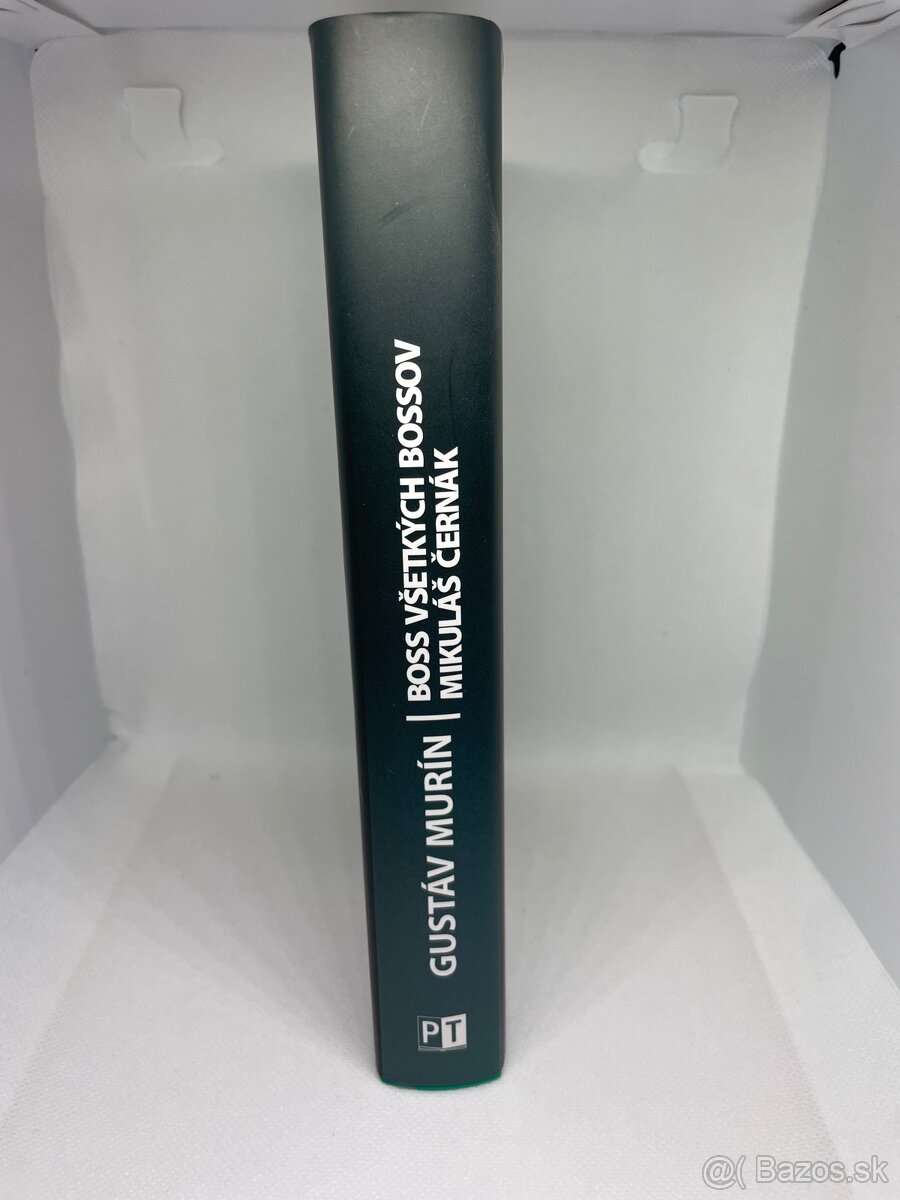 GUSTÁV MURÍN
BOSS VŠETKÝCH BOSSOV
MIKULÁŠ ČERNÁK
PT
@( Bazos.sk